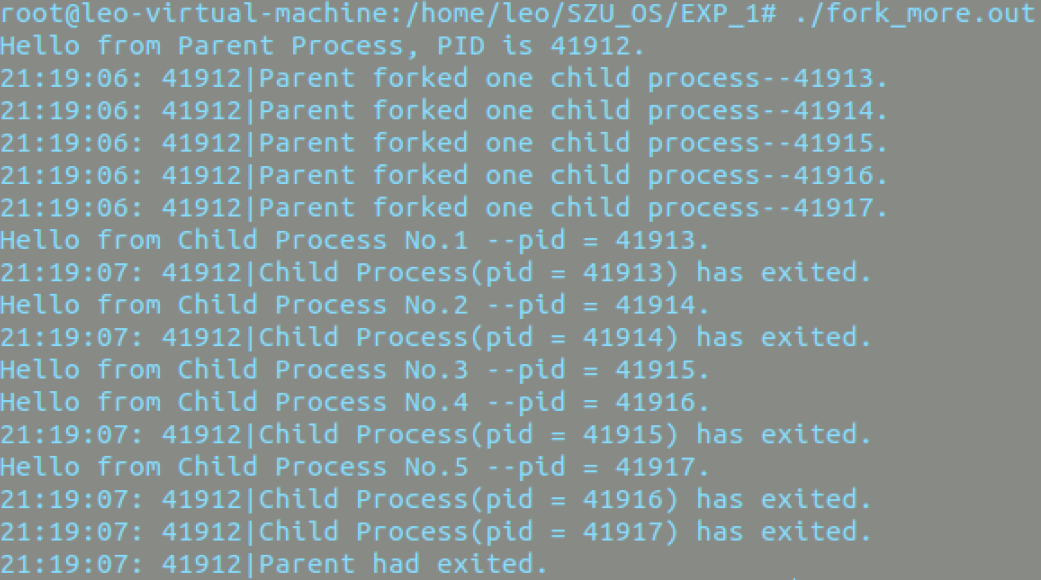 root@leo-virtual-machine:/home/leo/SZU_OS/EXP_1# ./fork_more.out
Hello from Parent Process, PID is 41912.
21:19:06: 41912|Parent forked one child process--41913.
21:19:06: 41912|Parent forked one child process--41914.
21:19:06: 41912|Parent forked one child process--41915.
21:19:06: 41912|Parent forked one child process--41916.
21:19:06: 41912|Parent forked one child process--41917.
Hello from Child Process No.1 --pid = 41913.
21:19:07: 41912|Child Process(pid = 41913) has exited.
Hello from Child Process No.2 --pid = 41914.
21:19:07: 41912|Child Process(pid = 41914) has exited.
Hello from Child Process No.3 --pid = 41915.
Hello from Child Process No.4 --pid = 41916.
21:19:07: 41912|Child Process(pid = 41915) has exited.
Hello from Child Process No.5 --pid = 41917.
21:19:07: 41912|Child Process(pid = 41916) has exited.
21:19:07: 41912|Child Process(pid = 41917) has exited.
21:19:07: 41912|Parent had exited.